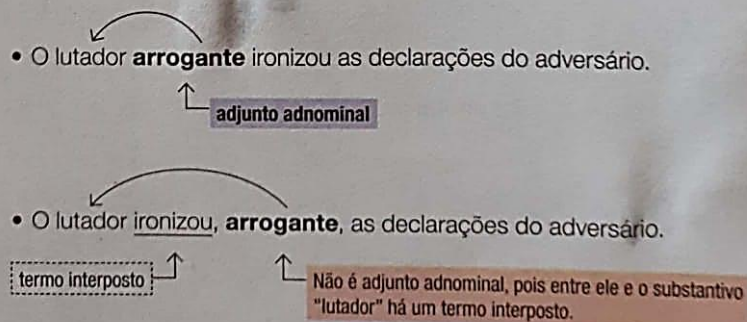 • O lutador arrogante ironizou as declarações do adversário.
adjunto adnominal
• O lutador ironizou, arrogante, as declarações do adversário.
termo interposto
Não é adjunto adnominal, pois entre ele e o substantivo
"lutador" há um termo interposto.